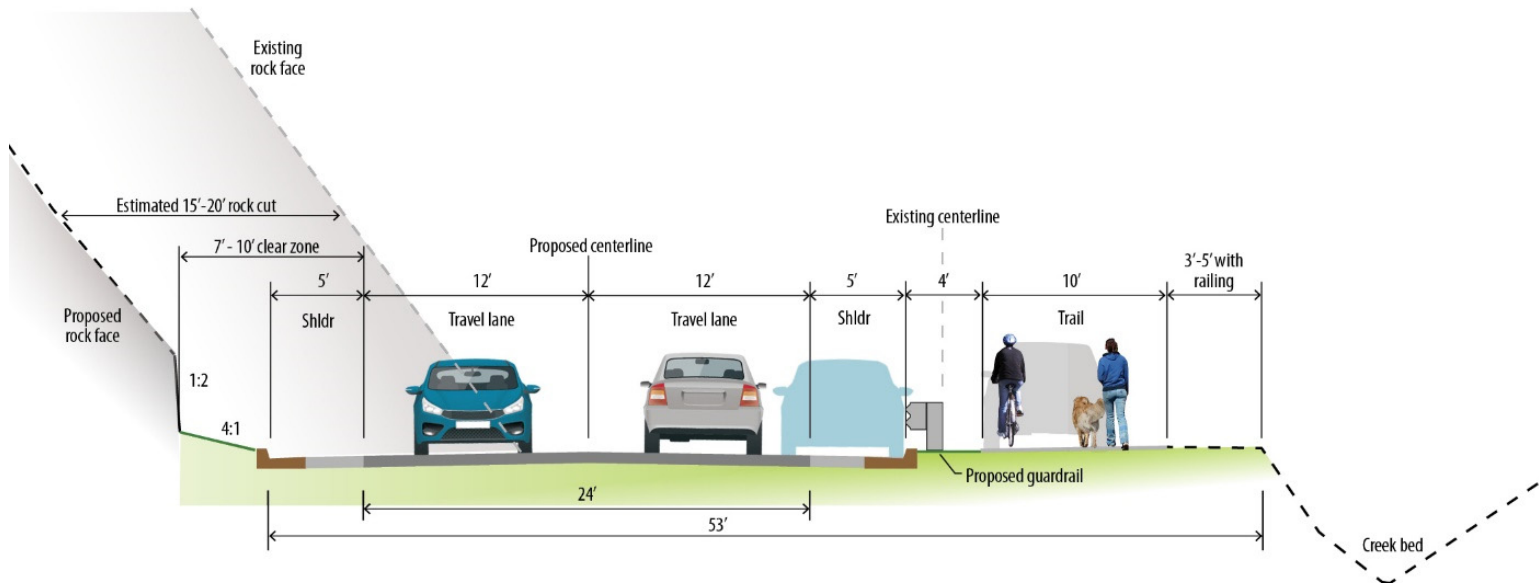 Existing
rock face
Estimated 15′-20′ rock cut
Existing centerline
7′ - 10′ clear zone
Proposed centerline
3′-5′ with
railing
5′
12′
12′
5′
4′
10′
Proposed
rock face
Shldr
Travel lane
Travel lane
Shldr
Trail
1:2
4:1
Proposed guardrail
24′
53′
Creek bed